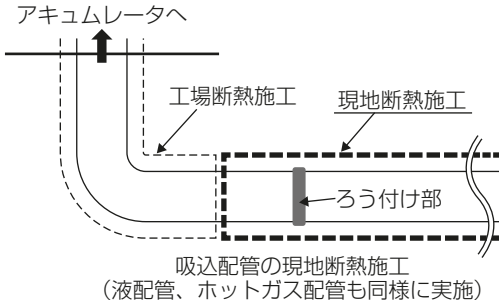 アキュムレータへ
工場断熱施工
現地断熱施工
ろう付け部
吸込配管の現地断熱施工
（液配管、ホットガス配管も同様に実施）